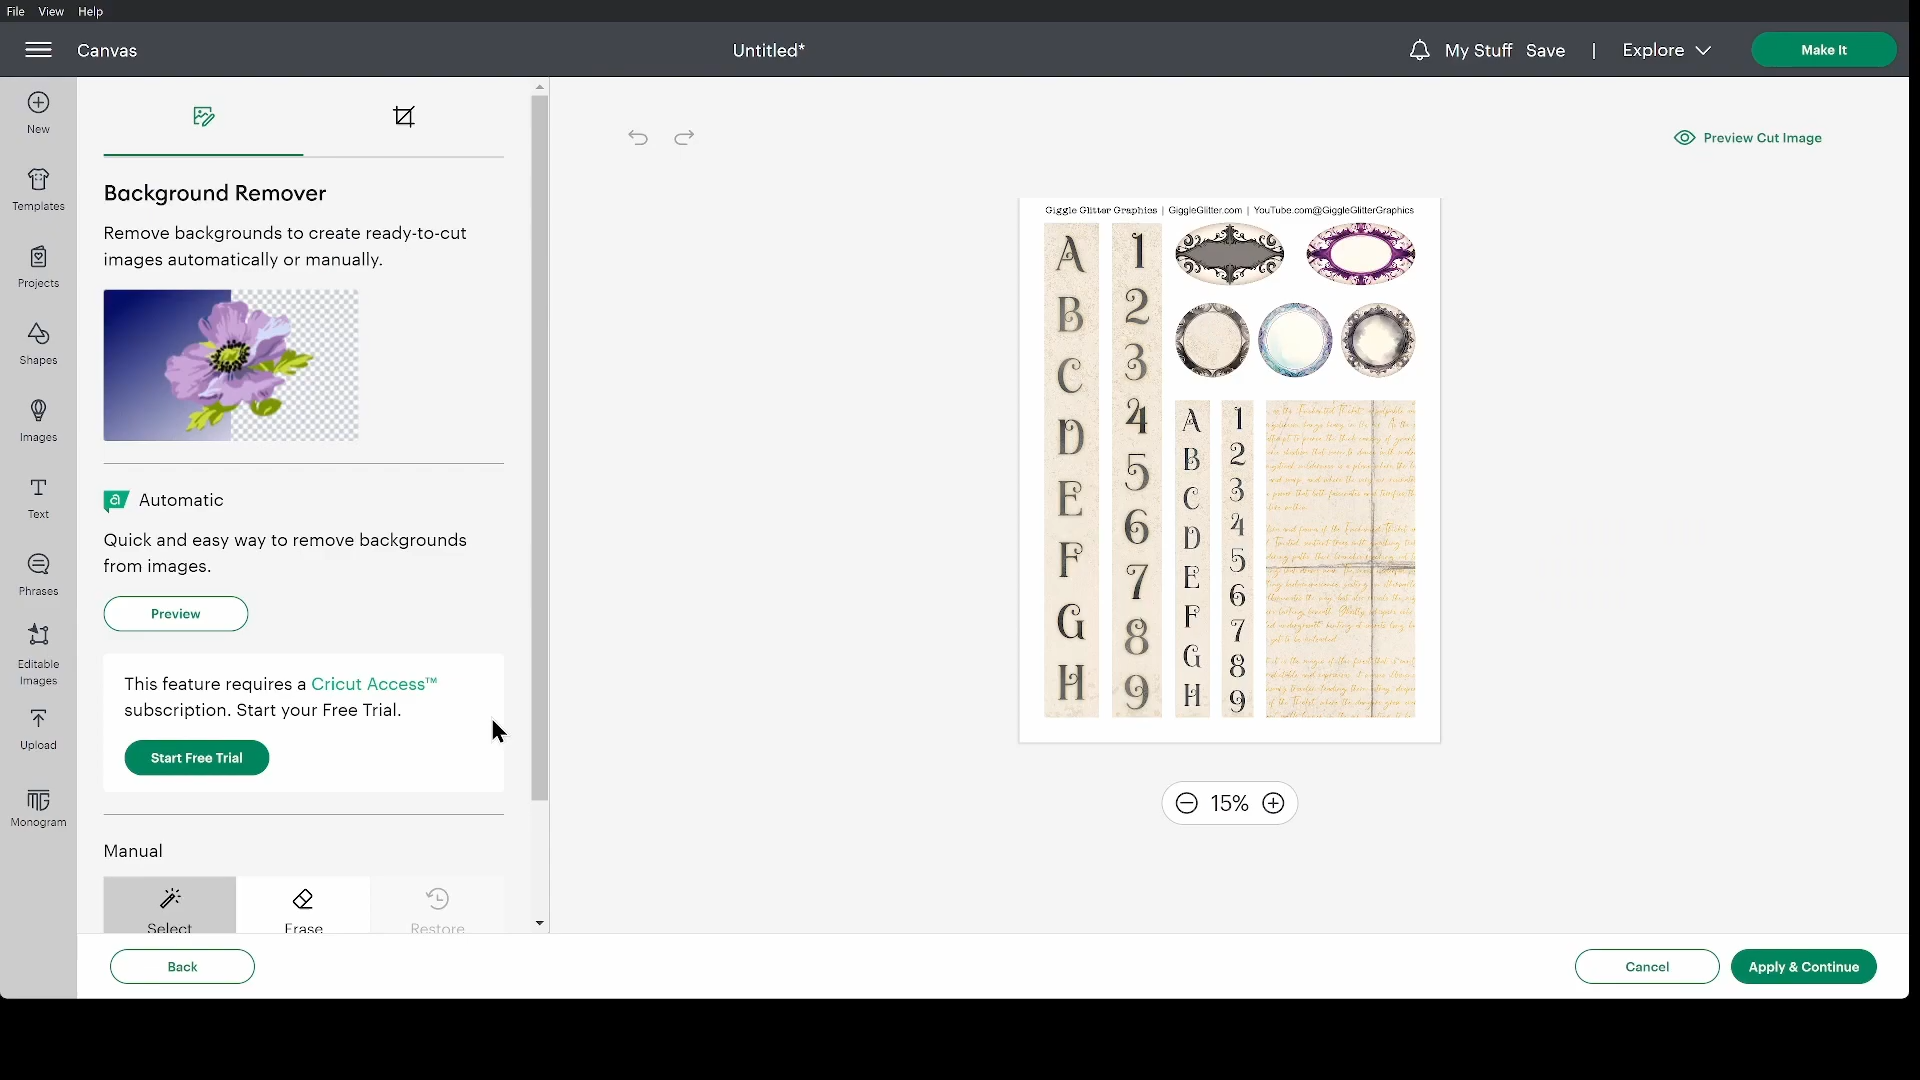 File View Help
Canvas
Untitled*
My Stuff Save | Explore
Make It
New
Templates
Projects
Shapes
Images
Text
Phrases
Editable
Images
Upload
Monogram
Background Remover
Remove backgrounds to create ready-to-cut
images automatically or manually.
a Automatic
Quick and easy way to remove backgrounds
from images.
Preview
This feature requires a Cricut Access™
subscription. Start your Free Trial.
Start Free Trial
Manual
Select
Erase
Restore
Back
Preview Cut Image
Giggle Glitter Graphics | GiggleGlitter.com | YouTube.com@GiggleGlitterGraphics
A
B
C
D
E
F
G
H
1
2
3
4
5
6
7
8
9
A
B
C
D
E
F
G
H
1
2
3
4
5
6
7
8
9
15%
Cancel
Apply & Continue